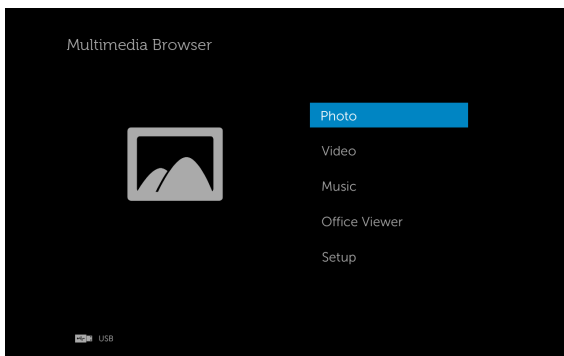 Multimedia Browser
Photo
Video
Music
Office Viewer
Setup
USB